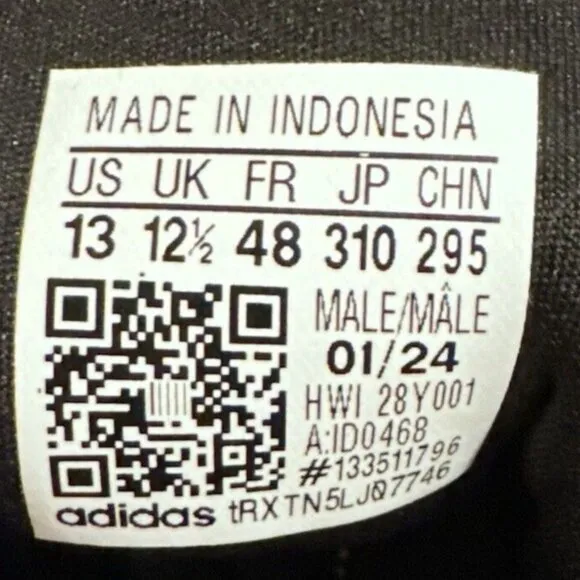 MADE IN INDONESIA
US UK FR JP CHN
13 12½ 48 310 295
MALE/MÂLE
01/24
HWI 28Y001
A:ID0468
#133511796
adidas tRXTN5LJQ7746